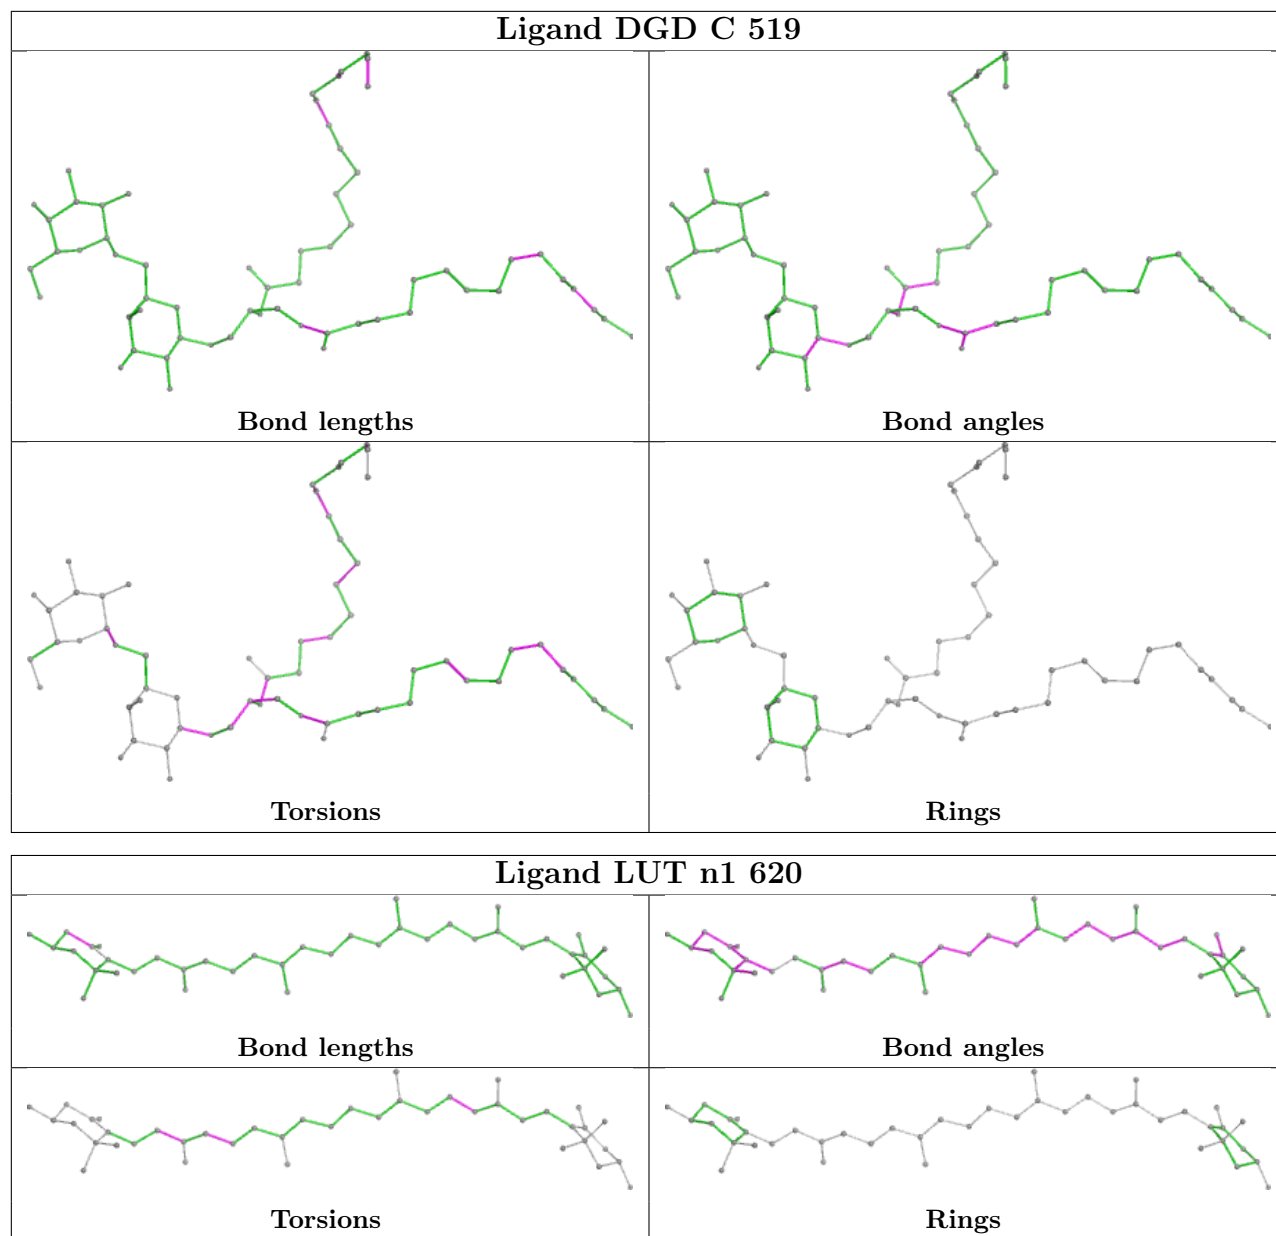 Ligand DGD C 519
Bond lengths
Bond angles
Torsions
Rings
Ligand LUT n1 620
Bond lengths
Bond angles
Torsions
Rings